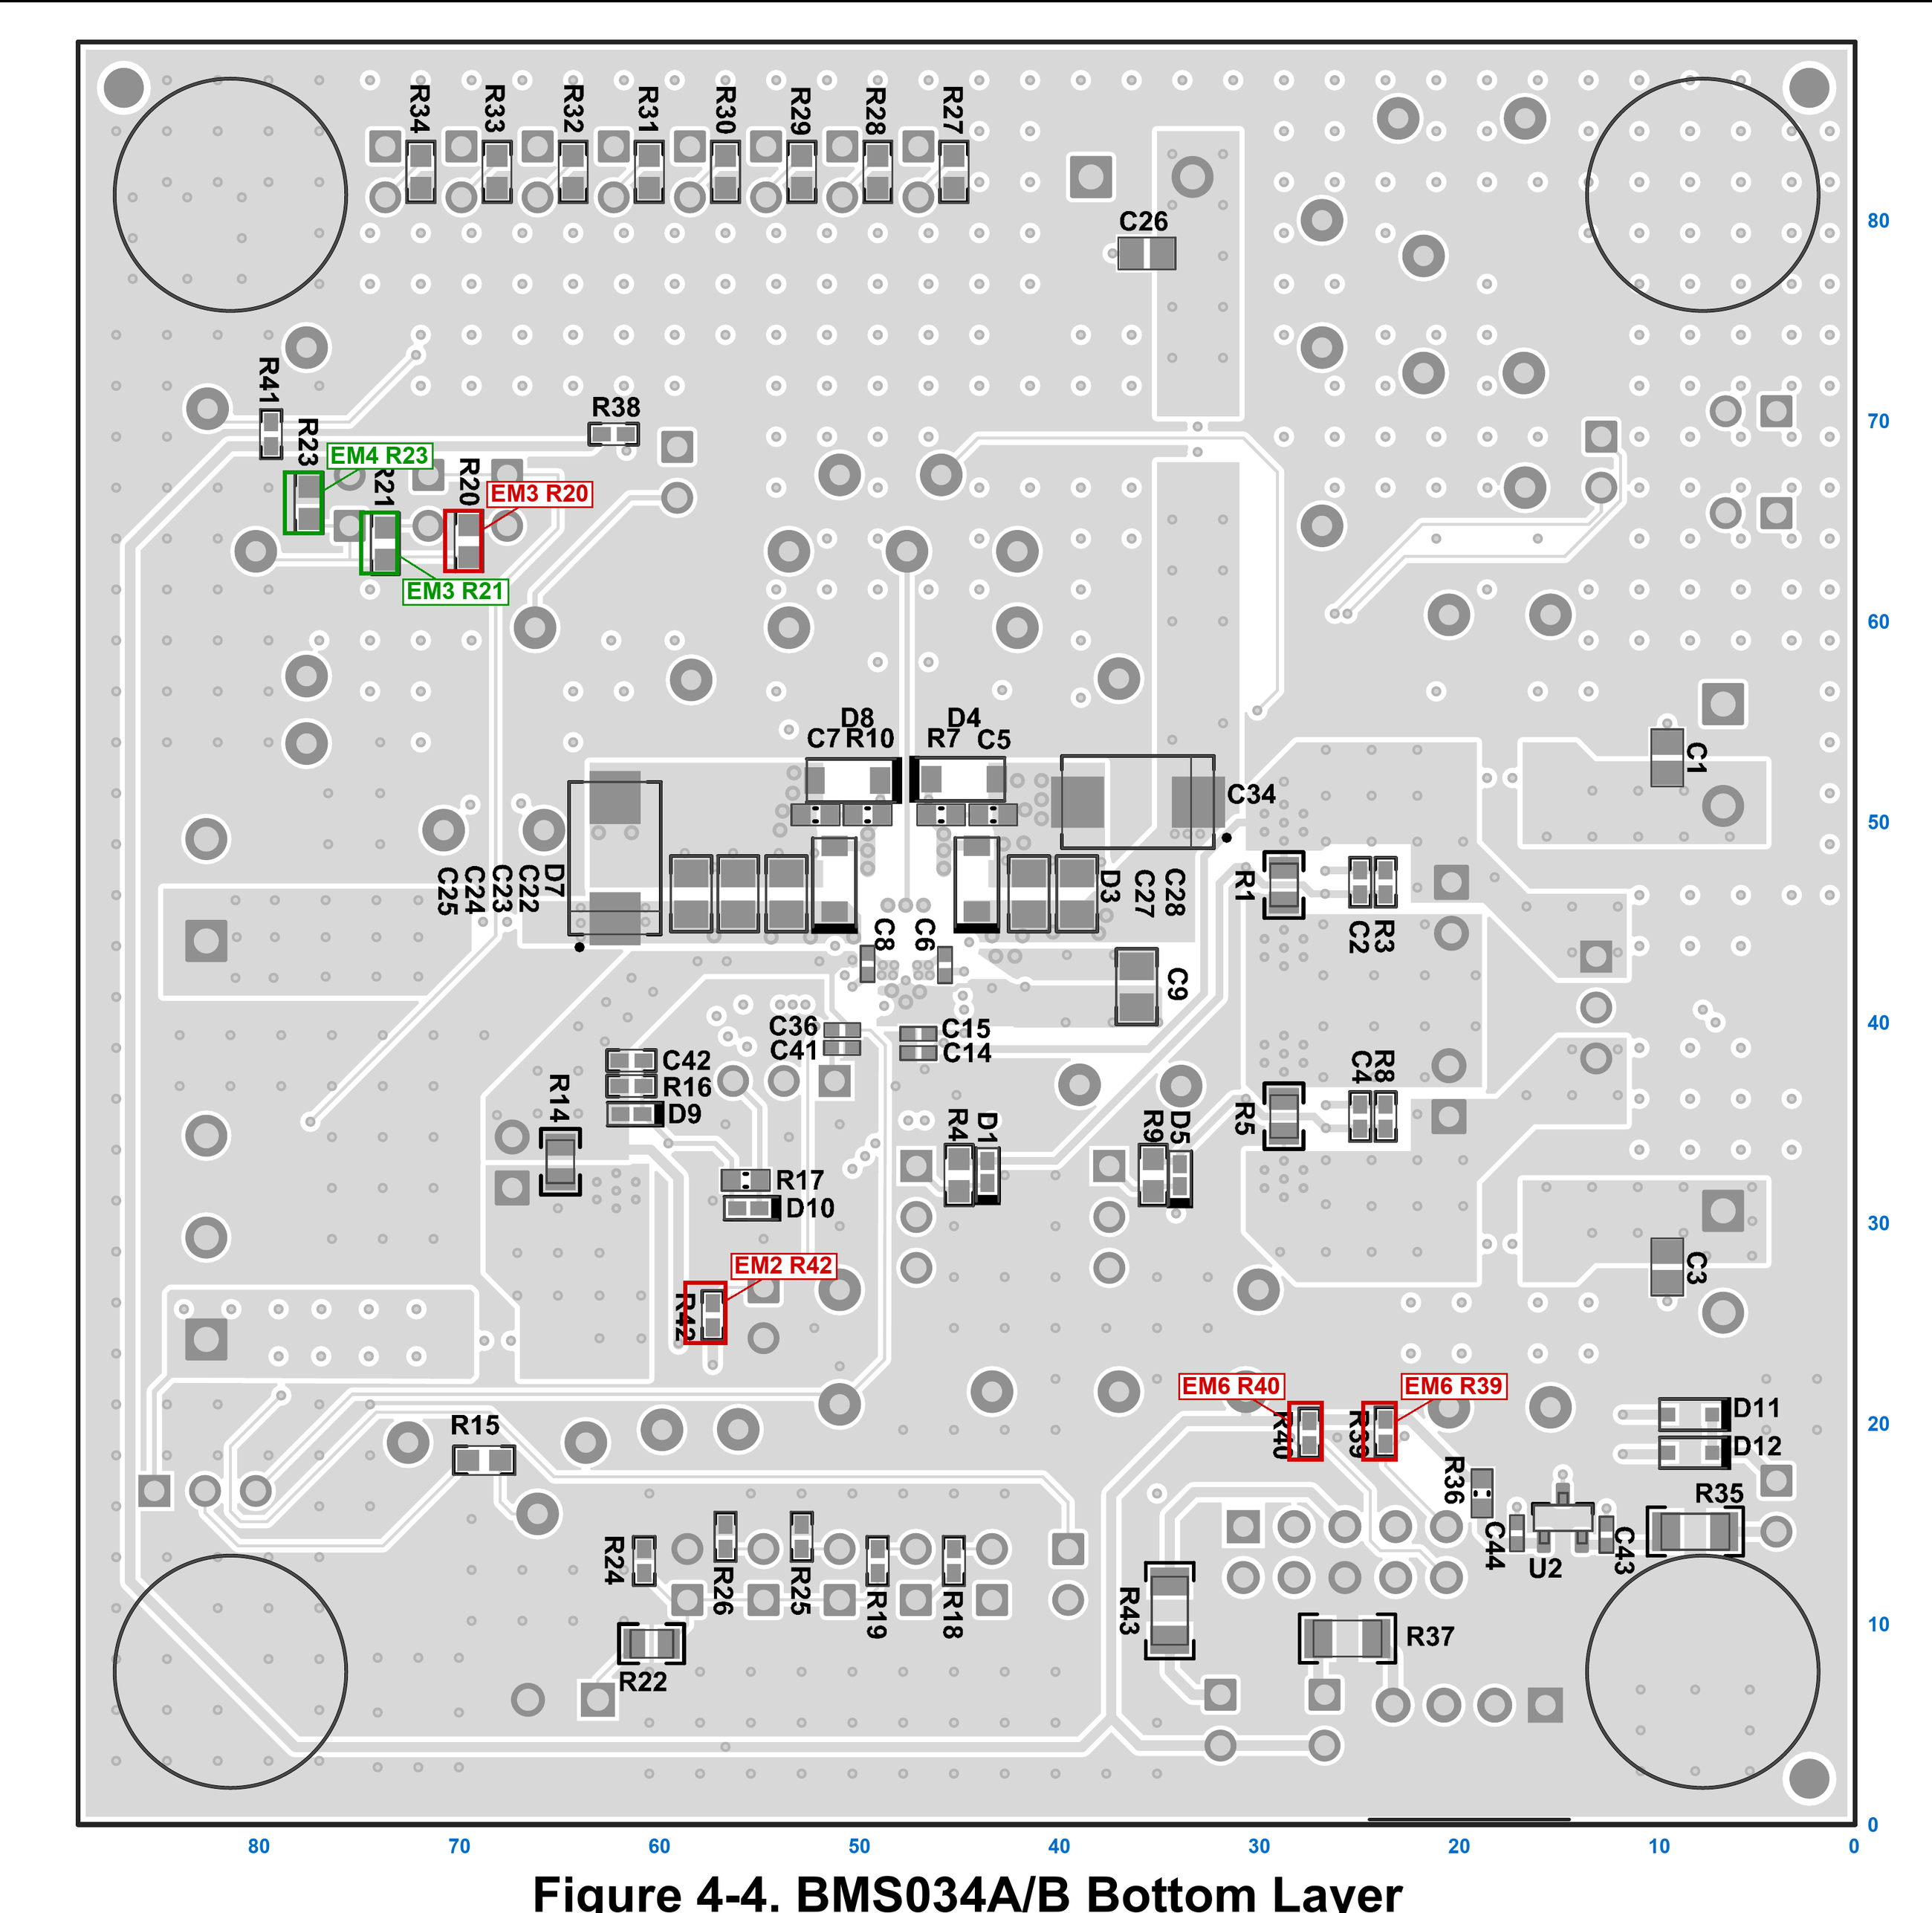 R34 R33 R32 R31 R30 R29 R28 R27
C26
80
R41
R38
70
R23
EM4 R23
R21
R20
EM3 R20
EM3 R21
60
D8 D4
C7 R10 R7 C5
C1
C34
50
C25 C24 C23 C22 D7
D3 C27 C28
R1
C2 R3
C8 C6
C9
40
C36 C15
C41 C14
C42
R16
D9
R14
C4 R8
R5
R4 D1 R9 D5
R17
D10
30
EM2 R42
R42
C3
EM6 R40 EM6 R39
R40 R39
D11
20
R15
D12
R36
R35
C44 U2 C43
R24 R26 R25 R19 R18
R43
10
R37
R22
0
80 70 60 50 40 30 20 10 0
Figure 4-4. BMS034A/B Bottom Layer